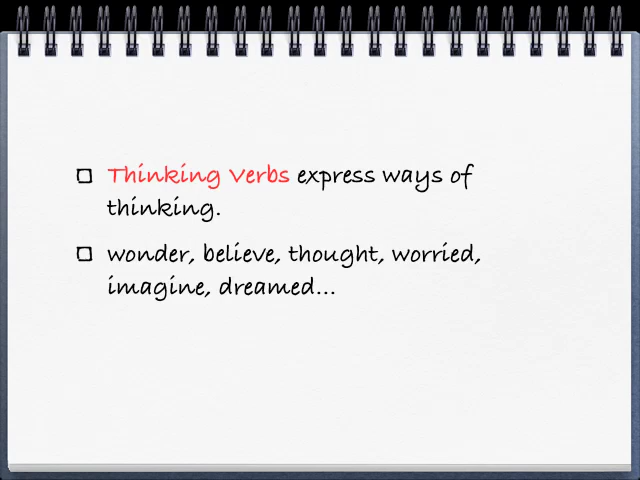 Thinking Verbs express ways of
thinking.
wonder, believe, thought, worried,
imagine, dreamed...